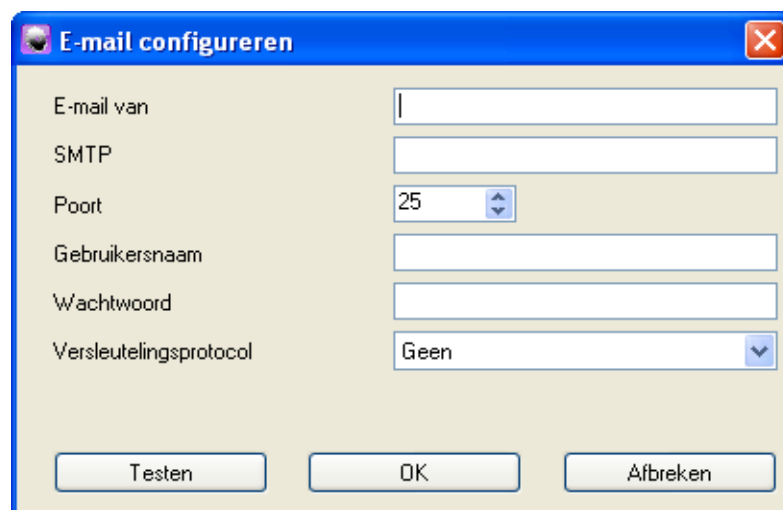 E-mail configureren
E-mail van
SMTP
Poort 25
Gebruikersnaam
Wachtwoord
Versleutelingsprotocol Geen
Testen OK Afbreken